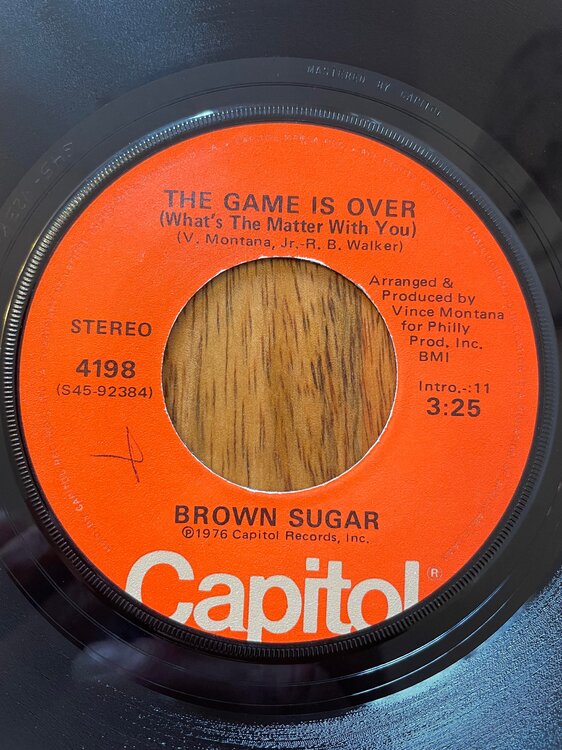 MASTERED BY CAPITOL
THE GAME IS OVER
(What's The Matter With You)
(V. Montana, Jr.-R. B. Walker)
Arranged &
Produced by
Vince Montana
for Philly
Prod., Inc.
BMI
STEREO
4198
(S45-92384)
Intro.-:11
3:25
BROWN SUGAR
℗1976 Capitol Records, Inc.
Capitol®